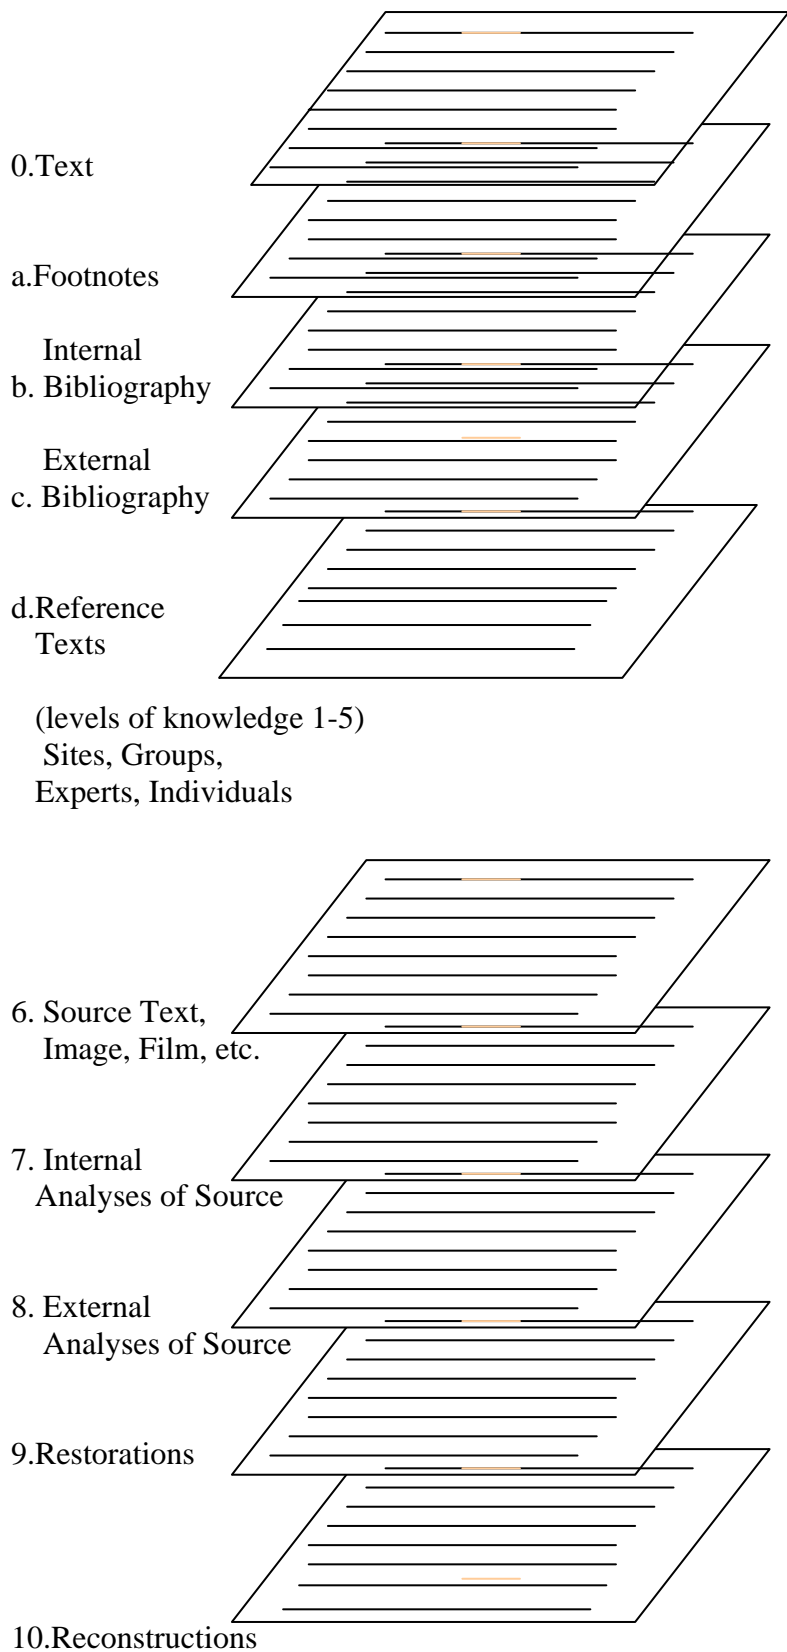 0.Text
a.Footnotes
Internal
b. Bibliography
External
c. Bibliography
d.Reference
Texts
(levels of knowledge 1-5)
Sites, Groups,
Experts, Individuals
6. Source Text,
Image, Film, etc.
7. Internal
Analyses of Source
8. External
Analyses of Source
9.Restorations
10.Reconstructions